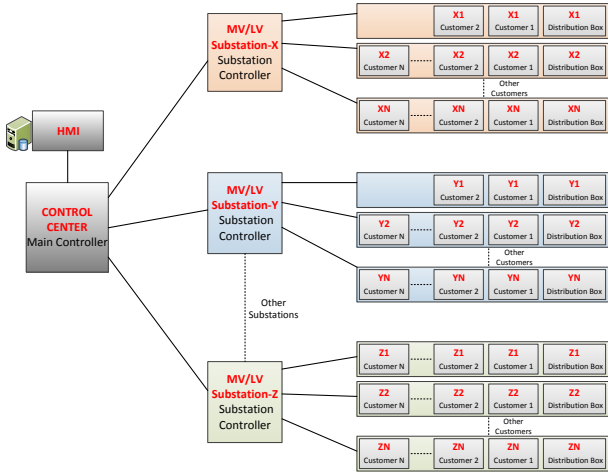 HMI
CONTROL
CENTER
Main Controller
MV/LV
Substation-X
Substation
Controller
X1 X1 X1
Customer 2 Customer 1 Distribution Box
X2 X2 X2 X2
Customer N ....... Customer 2 Customer 1 Distribution Box
Other
Customers
XN XN XN XN
Customer N ....... Customer 2 Customer 1 Distribution Box
MV/LV
Substation-Y
Substation
Controller
Y1 Y1 Y1
Customer 2 Customer 1 Distribution Box
Y2 Y2 Y2 Y2
Customer N ....... Customer 2 Customer 1 Distribution Box
Other
Customers
YN YN YN YN
Customer N ....... Customer 2 Customer 1 Distribution Box
Other
Substations
MV/LV
Substation-Z
Substation
Controller
Z1 Z1 Z1 Z1
Customer N ....... Customer 2 Customer 1 Distribution Box
Z2 Z2 Z2 Z2
Customer N ....... Customer 2 Customer 1 Distribution Box
Other
Customers
ZN ZN ZN ZN
Customer N ....... Customer 2 Customer 1 Distribution Box